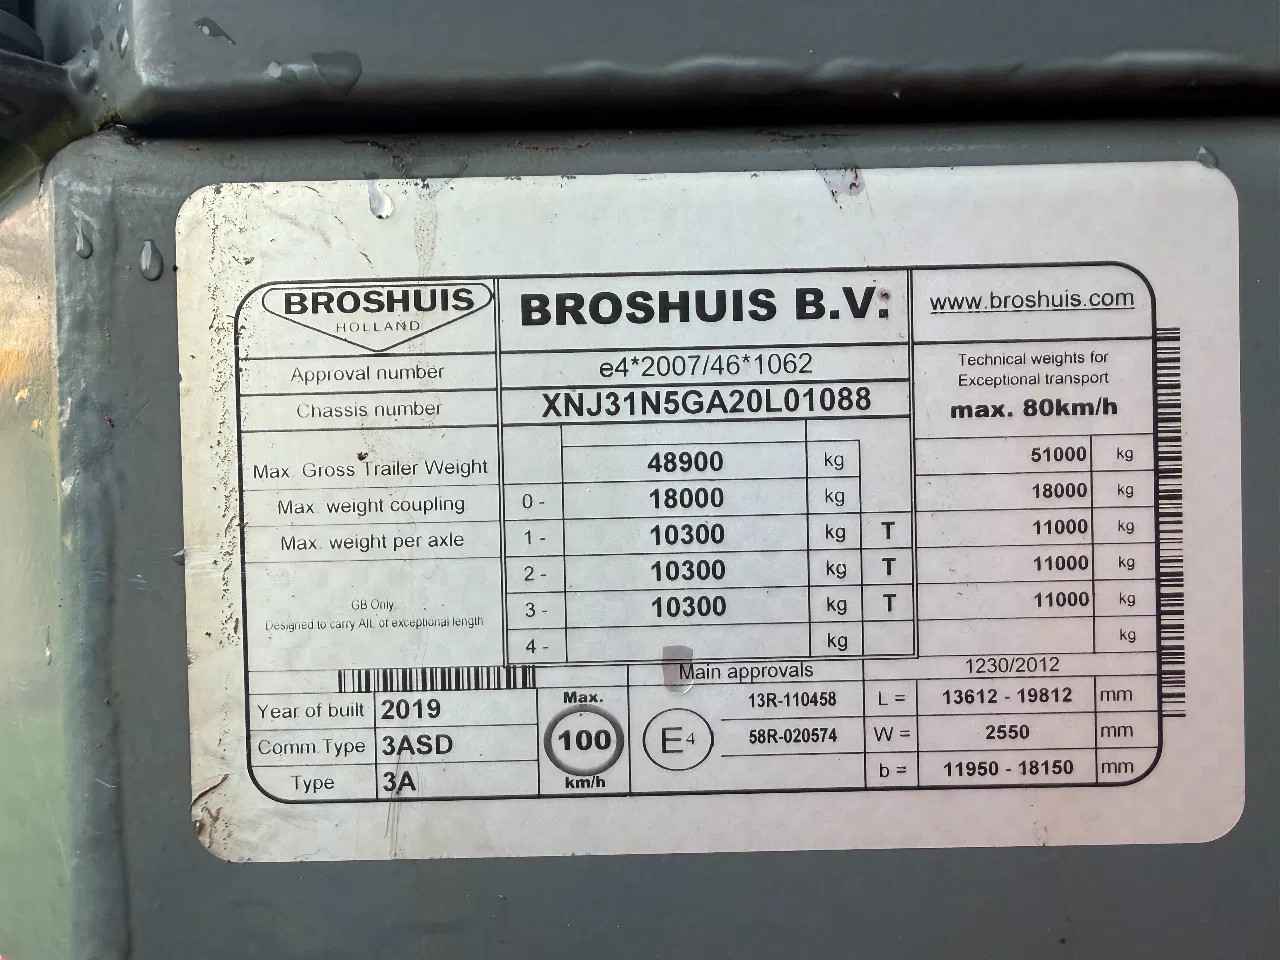 BROSHUIS
HOLLAND
BROSHUIS B.V.
www.broshuis.com
Approval number e4*2007/46*1062
Chassis number XNJ31N5GA20L01088
Technical weights for
Exceptional transport
max. 80km/h
Max. Gross Trailer Weight 48900 kg 51000 kg
Max. weight coupling 0 - 18000 kg 18000 kg
Max. weight per axle 1 - 10300 kg T 11000 kg
2 - 10300 kg T 11000 kg
GB Only.
Designed to carry AIL of exceptional length
3 - 10300 kg T 11000 kg
4 - kg kg
Main approvals 1230/2012
Year of built 2019
Comm.Type 3ASD
Type 3A
Max.
100
km/h
E4
13R-110458
58R-020574
L = 13612 - 19812 mm
W = 2550 mm
b = 11950 - 18150 mm